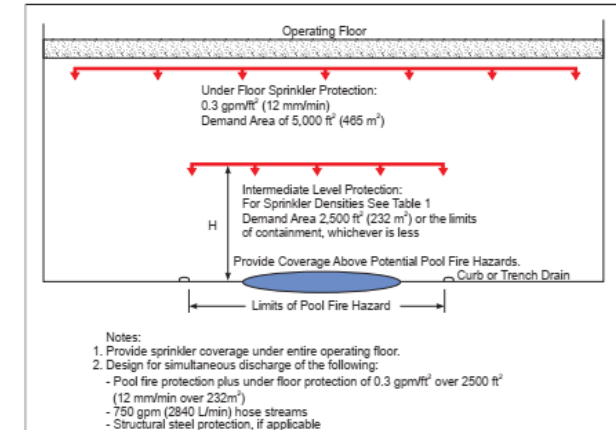 Operating Floor
Under Floor Sprinkler Protection:
0.3 gpm/ft² (12 mm/min)
Demand Area of 5,000 ft² (465 m²)
Intermediate Level Protection:
For Sprinkler Densities See Table 1
Demand Area 2,500 ft² (232 m²) or the limits
of containment, whichever is less
H
Provide Coverage Above Potential Pool Fire Hazards.
Curb or Trench Drain
Limits of Pool Fire Hazard
Notes:
1. Provide sprinkler coverage under entire operating floor.
2. Design for simultaneous discharge of the following:
- Pool fire protection plus under floor protection of 0.3 gpm/ft² over 2500 ft²
(12 mm/min over 232m²)
- 750 gpm (2840 L/min) hose streams
- Structural steel protection, if applicable